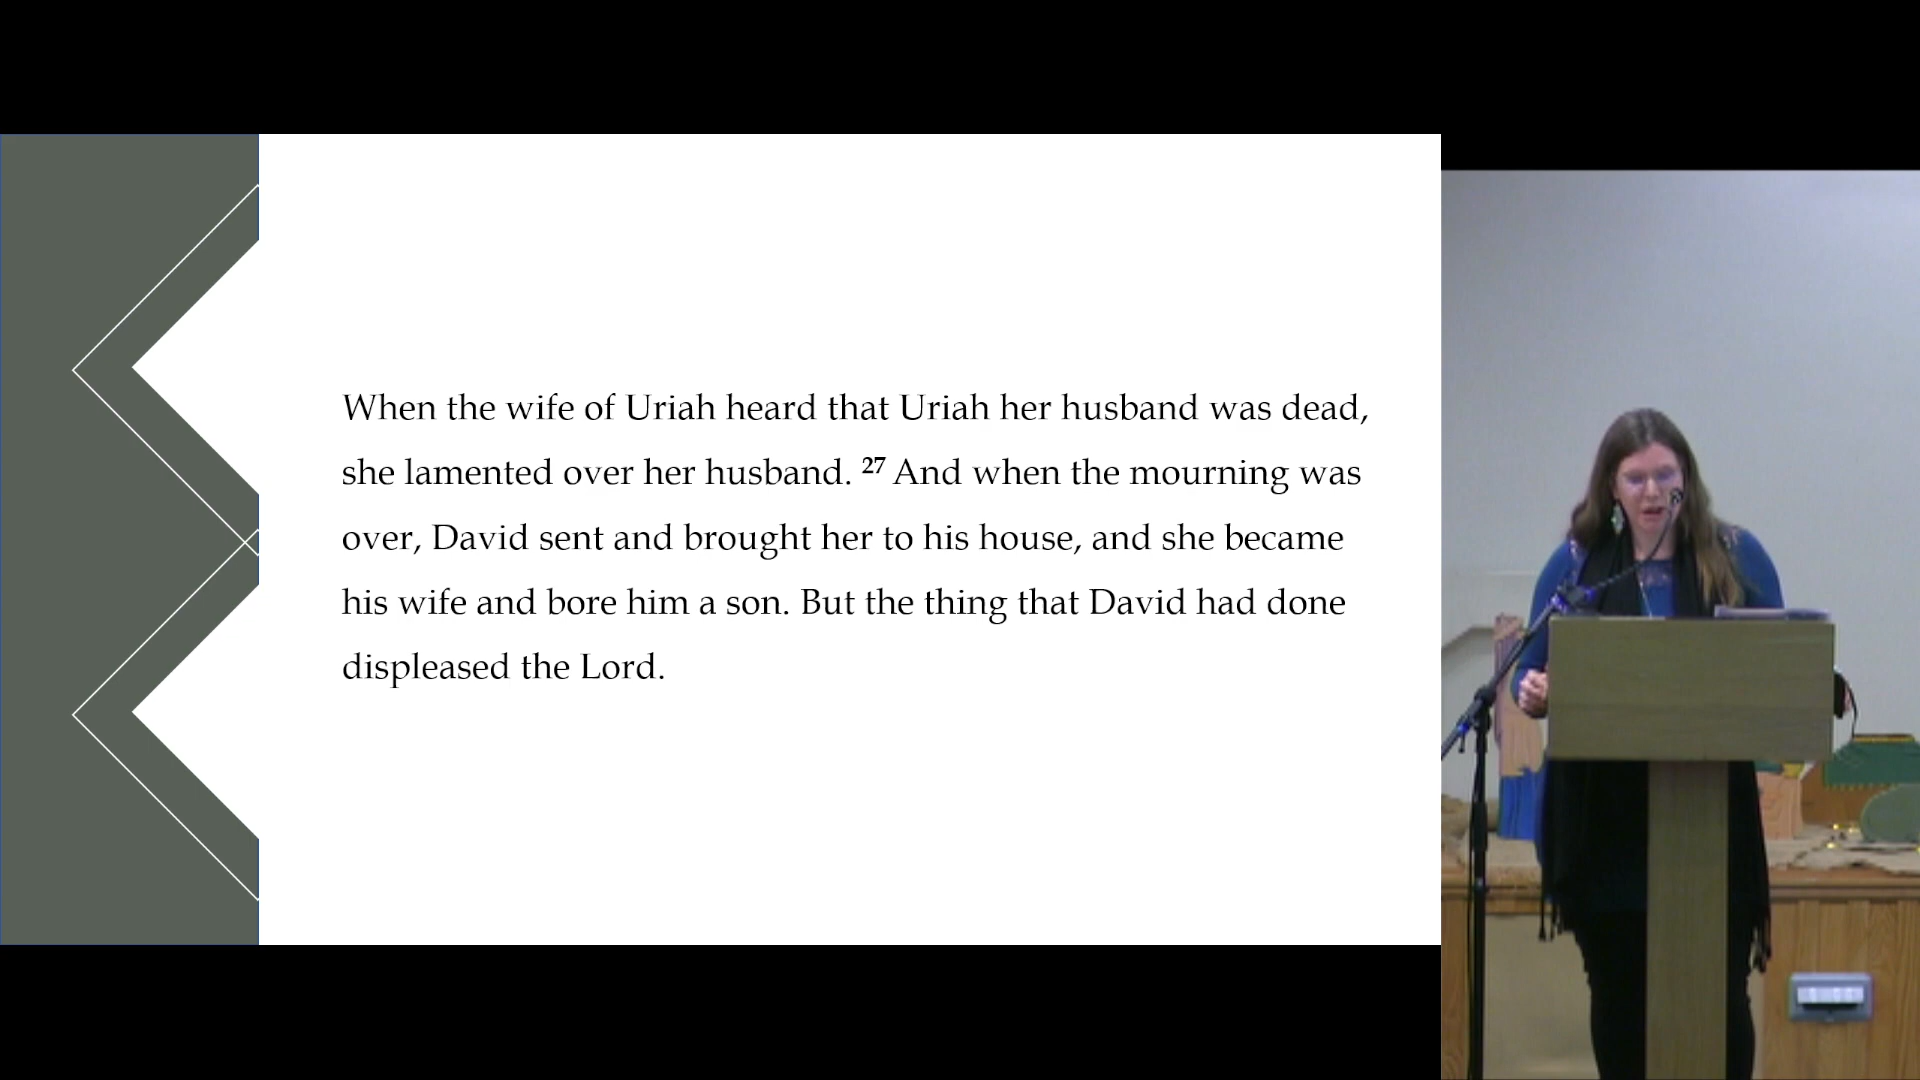 When the wife of Uriah heard that Uriah her husband was dead,
she lamented over her husband. 27 And when the mourning was
over, David sent and brought her to his house, and she became
his wife and bore him a son. But the thing that David had done
displeased the Lord.